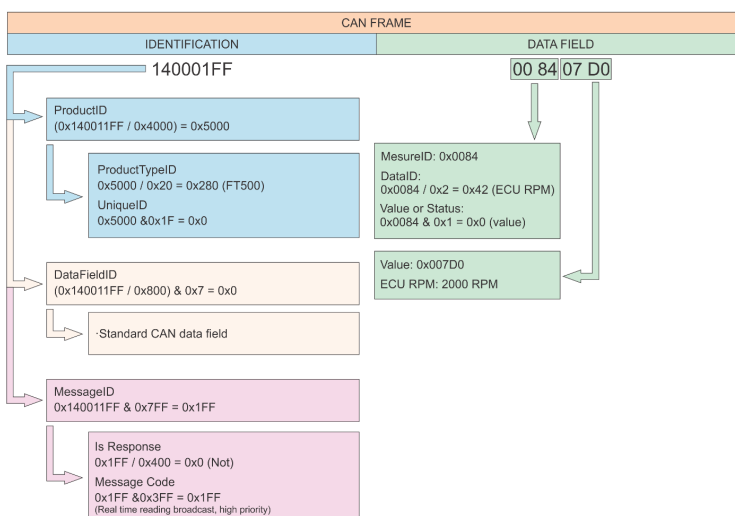 CAN FRAME
IDENTIFICATION
DATA FIELD
140001FF
00 84 07 D0
ProductID
(0x140011FF / 0x4000) = 0x5000
ProductTypeID
0x5000 / 0x20 = 0x280 (FT500)
UniqueID
0x5000 &0x1F = 0x0
DataFieldID
(0x140011FF / 0x800) & 0x7 = 0x0
·Standard CAN data field
MessageID
0x140011FF & 0x7FF = 0x1FF
Is Response
0x1FF / 0x400 = 0x0 (Not)
Message Code
0x1FF &0x3FF = 0x1FF
(Real time reading broadcast, high priority)
MesureID: 0x0084
DataID:
0x0084 / 0x2 = 0x42 (ECU RPM)
Value or Status:
0x0084 & 0x1 = 0x0 (value)
Value: 0x007D0
ECU RPM: 2000 RPM